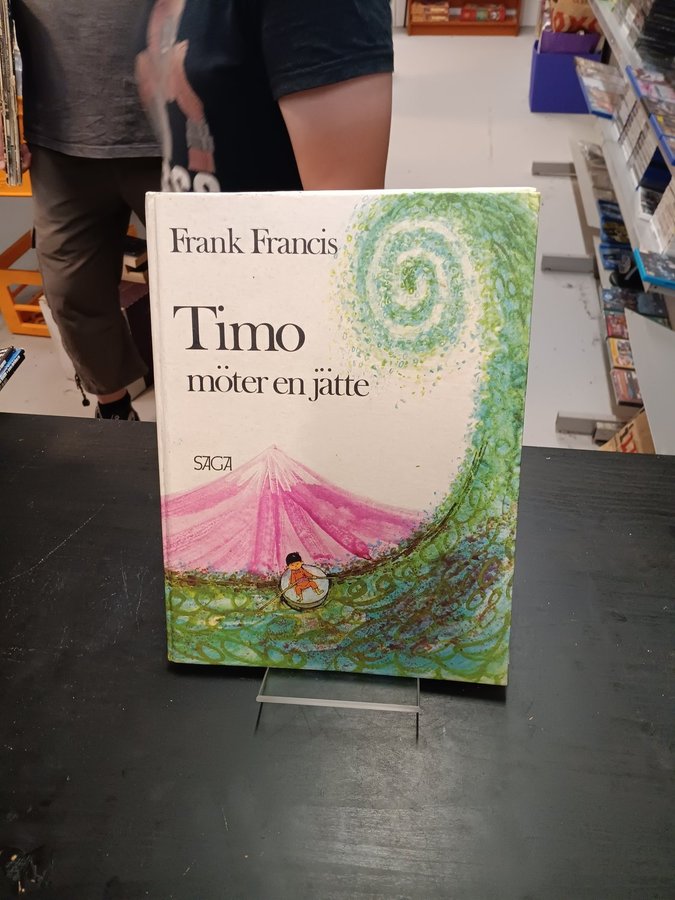 Frank Francis
Timo
möter en jätte
SAGA